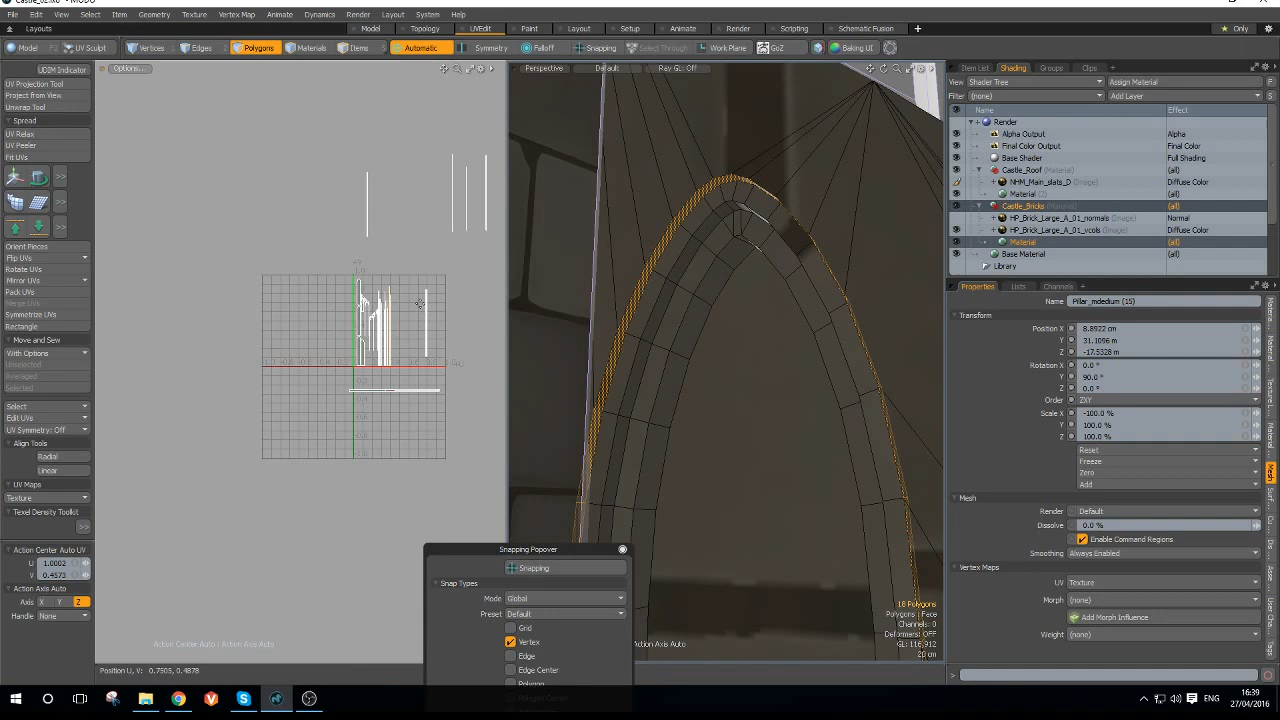 File Edit View Select Item Geometry Texture Vertex Map Animate Dynamics Render Layout System Help
Layouts Model Topology UVEdit Paint Layout Setup Animate Render Scripting Schematic Fusion Only
Model UV Sculpt Vertices Edges Polygons Materials Items Automatic Symmetry Falloff Snapping Select Through Work Plane GoZ Baking UI
UDIM Indicator
UV Projection Tool
Project from View
Unwrap Tool
Spread
UV Relax
UV Peeler
Fit UVs
Orient Pieces
Flip UVs
Rotate UVs
Mirror UVs
Pack UVs
Merge UVs
Symmetrize UVs
Rectangle
Move and Sew
With Options
Unselected
Averaged
Selected
Select
Edit UVs
UV Symmetry: Off
Align Tools
Radial
Linear
UV Maps
Texture
Texel Density Toolkit
>>
Action Center Auto UV
U 1.0002
V 0.4573
Action Axis Auto
Axis X Y Z
Handle None
Options...
Action Center Auto : Action Axis Auto
Position U, V: 0.7505, 0.4878
Perspective Default Ray GL: Off
18 Polygons
Polygons : Face
Channels: 0
Deformers: OFF
GL: 116,912
20 cm
Action Axis Auto
Snapping Popover
Snapping
Snap Types
Mode Global
Preset Default
Grid
Vertex
Edge
Edge Center
Polygon
Item List Shading Groups Clips
View Shader Tree Assign Material
Filter (none) Add Layer
Name Effect
Render
Alpha Output Alpha
Final Color Output Final Color
Base Shader Full Shading
Castle_Roof (Material) (all)
NHM_Main_slats_D (Image) Diffuse Color
Material (2) (all)
Castle_Bricks (Material) (all)
HP_Brick_Large_A_01_normals (Image) Normal
HP_Brick_Large_A_01_vcols (Image) Diffuse Color
Material (all)
Base Material (all)
Library
Properties Lists Channels
Name Pillar_mdedium (15)
Transform
Position X 8.8922 cm
Y 31.1096 m
Z -17.5328 m
Rotation X 0.0 °
Y 90.0 °
Z 0.0 °
Order ZXY
Scale X -100.0 %
Y 100.0 %
Z 100.0 %
Reset
Freeze
Zero
Add
Mesh
Render Default
Dissolve 0.0 %
Enable Command Regions
Smoothing Always Enabled
Vertex Maps
UV Texture
Morph (none)
Add Morph Influence
Weight (none)
ENG
16:39
27/04/2016